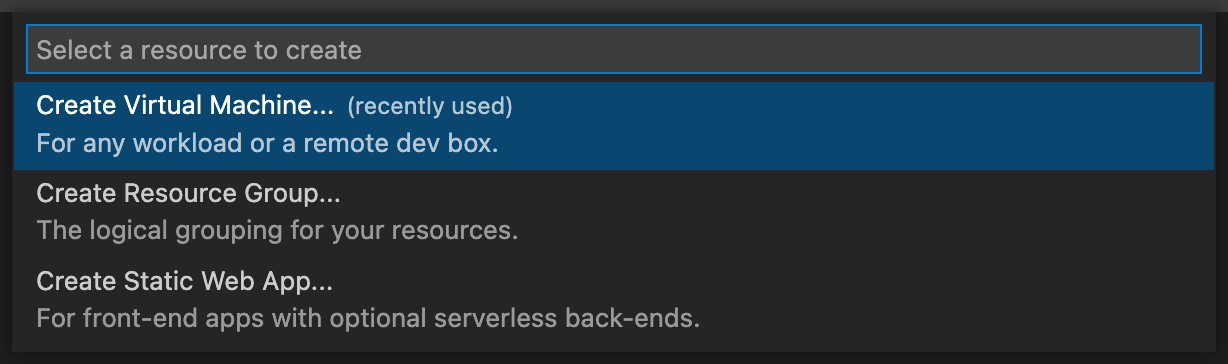 Select a resource to create
Create Virtual Machine... (recently used)
For any workload or a remote dev box.
Create Resource Group...
The logical grouping for your resources.
Create Static Web App...
For front-end apps with optional serverless back-ends.